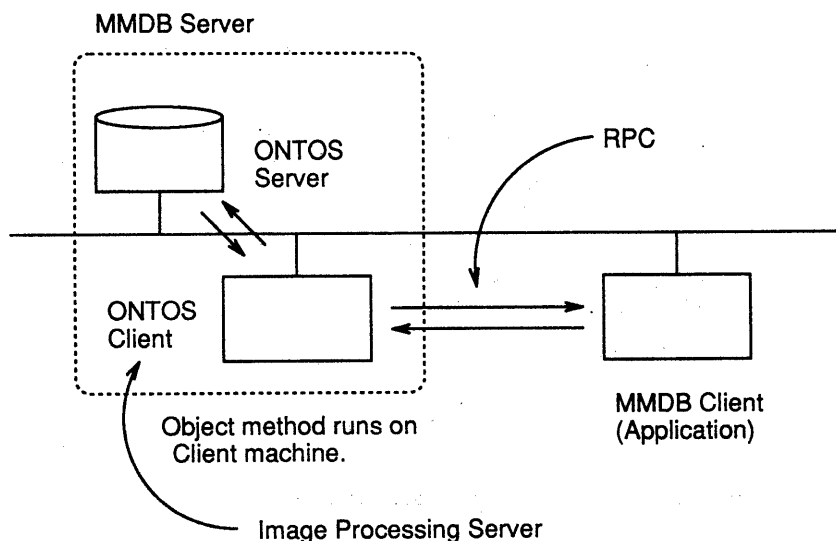 MMDB Server
ONTOS
Server
RPC
ONTOS
Client
MMDB Client
(Application)
Object method runs on
Client machine.
Image Processing Server